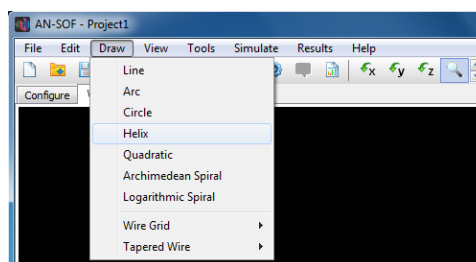 AN-SOF - Project1
File Edit Draw View Tools Simulate Results Help
x y z
Configure
Line
Arc
Circle
Helix
Quadratic
Archimedean Spiral
Logarithmic Spiral
Wire Grid
Tapered Wire